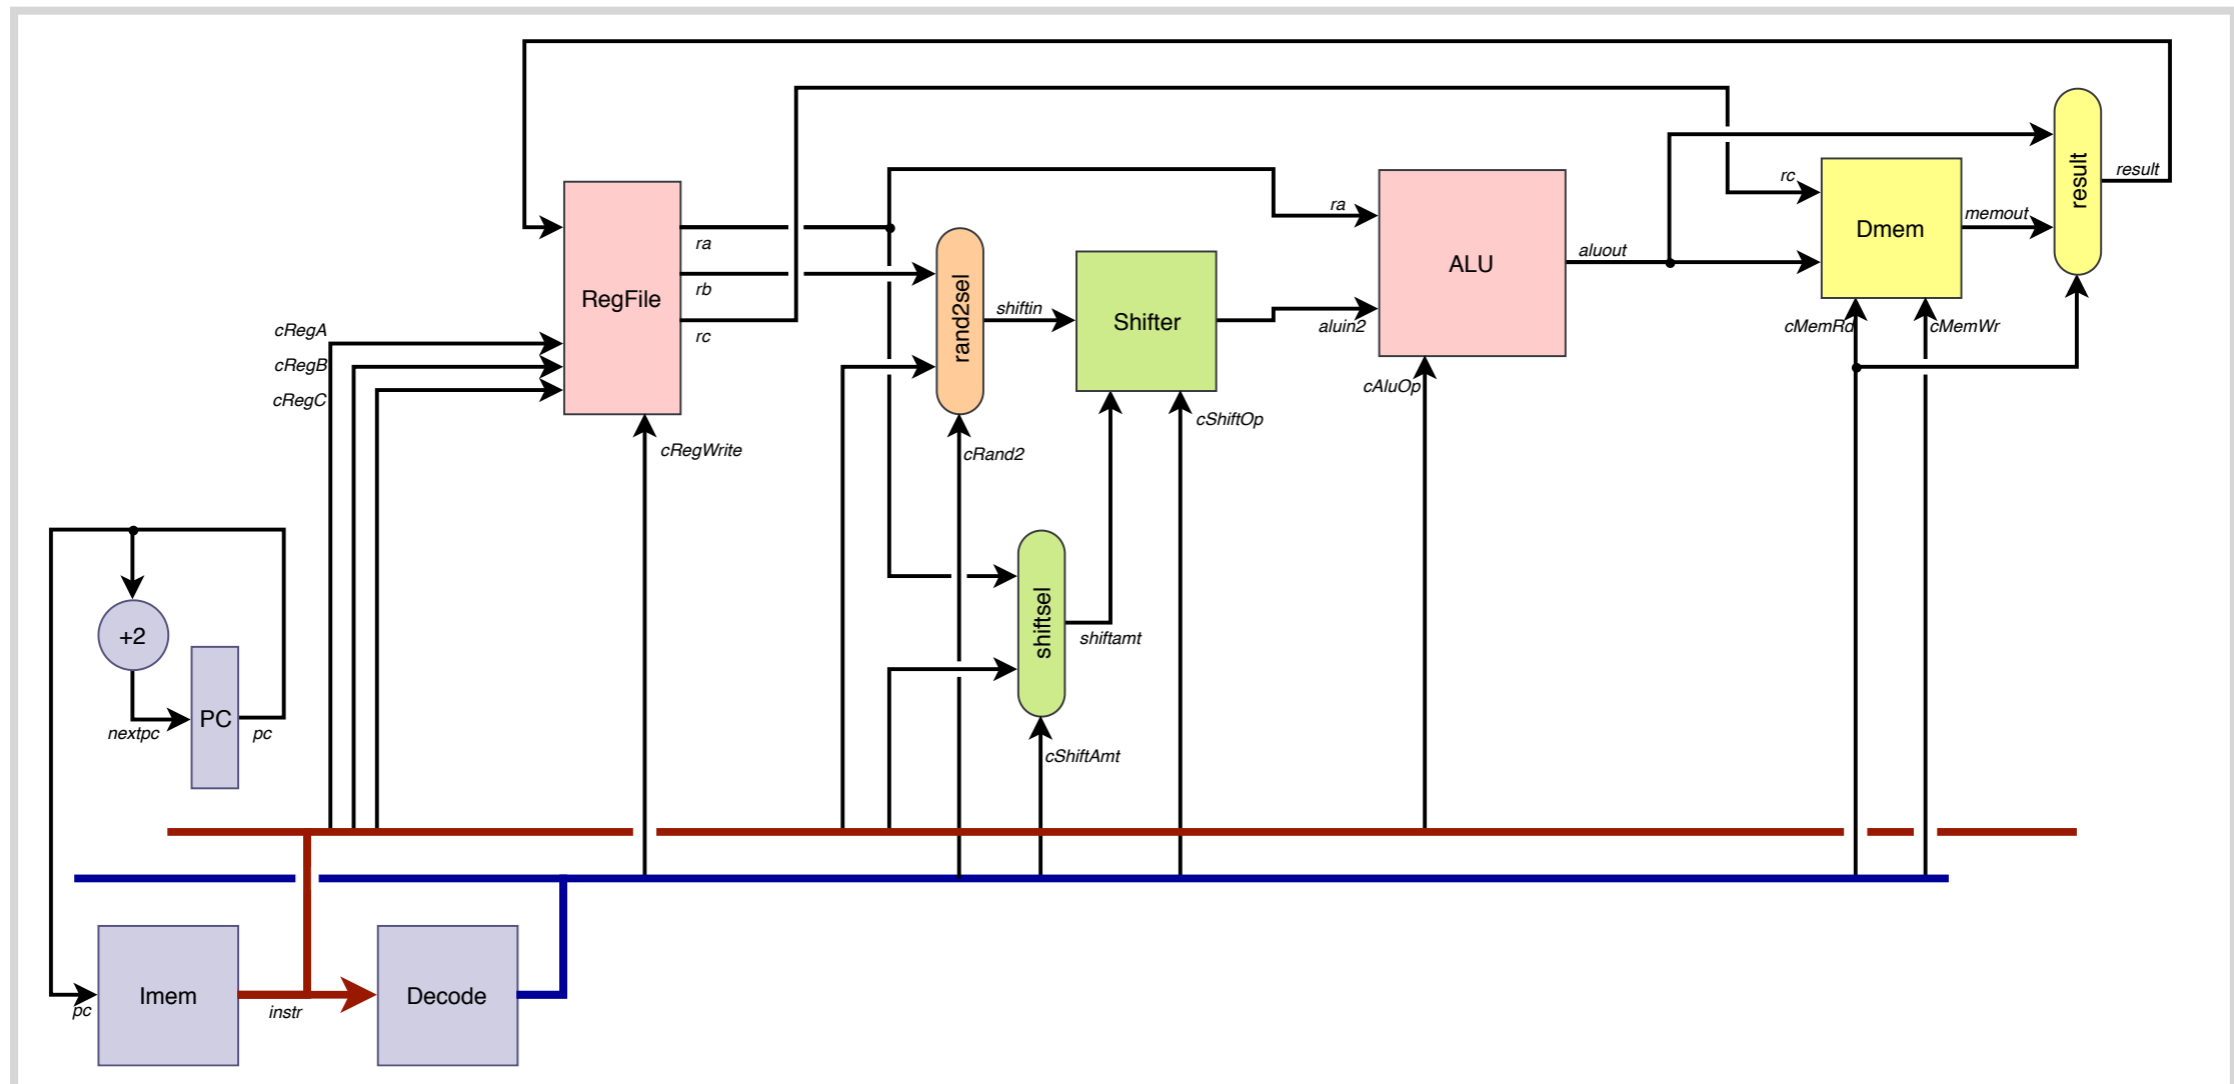 result
result
rc
memout
Dmem
ra
ra
aluout
ALU
RegFile
rb
rand2sel
shiftin
Shifter
aluin2
cMemRd
cMemWr
rc
cRegA
cRegB
cRegC
cAluOp
cShiftOp
cRegWrite
cRand2
+2
shiftsel
shiftamt
PC
nextpc
pc
cShiftAmt
Imem
Decode
pc
instr